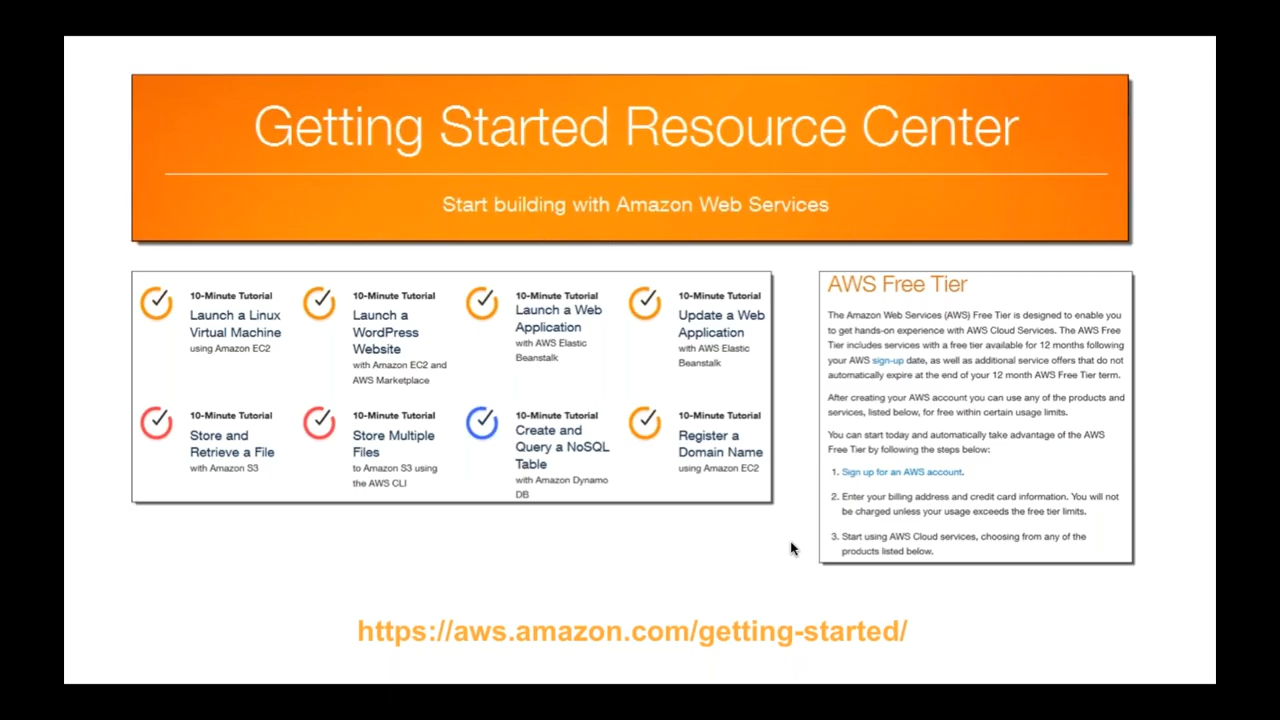 Getting Started Resource Center
Start building with Amazon Web Services
10-Minute Tutorial
Launch a Linux
Virtual Machine
using Amazon EC2
10-Minute Tutorial
Launch a
WordPress
Website
with Amazon EC2 and
AWS Marketplace
10-Minute Tutorial
Launch a Web
Application
with AWS Elastic
Beanstalk
10-Minute Tutorial
Update a Web
Application
with AWS Elastic
Beanstalk
10-Minute Tutorial
Store and
Retrieve a File
with Amazon S3
10-Minute Tutorial
Store Multiple
Files
to Amazon S3 using
the AWS CLI
10-Minute Tutorial
Create and
Query a NoSQL
Table
with Amazon Dynamo
DB
10-Minute Tutorial
Register a
Domain Name
using Amazon EC2
AWS Free Tier
The Amazon Web Services (AWS) Free Tier is designed to enable you
to get hands-on experience with AWS Cloud Services. The AWS Free
Tier includes services with a free tier available for 12 months following
your AWS sign-up date, as well as additional service offers that do not
automatically expire at the end of your 12 month AWS Free Tier term.
After creating your AWS account you can use any of the products and
services, listed below, for free within certain usage limits.
You can start today and automatically take advantage of the AWS
Free Tier by following the steps below:
1. Sign up for an AWS account.
2. Enter your billing address and credit card information. You will not
be charged unless your usage exceeds the free tier limits.
3. Start using AWS Cloud services, choosing from any of the
products listed below.
https://aws.amazon.com/getting-started/